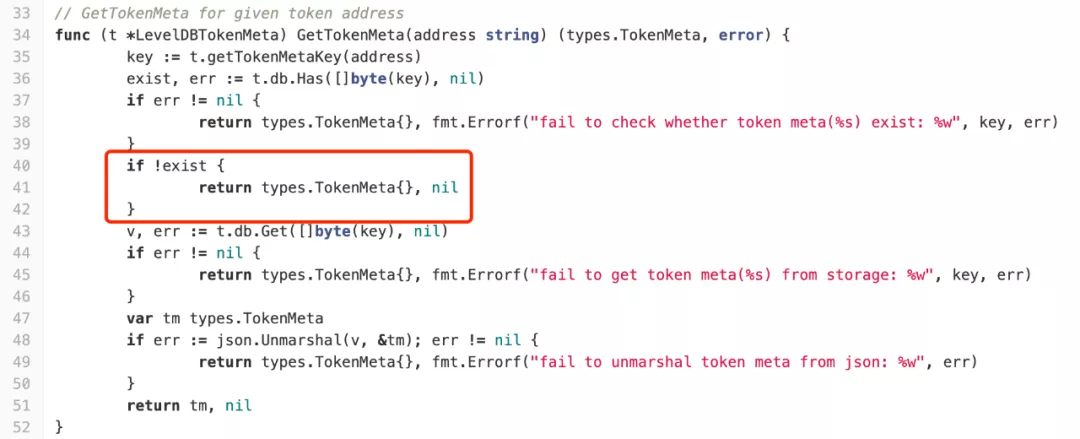 33 // GetTokenMeta for given token address
34 func (t *LevelDBTokenMeta) GetTokenMeta(address string) (types.TokenMeta, error) {
35 key := t.getTokenMetaKey(address)
36 exist, err := t.db.Has([]byte(key), nil)
37 if err != nil {
38 return types.TokenMeta{}, fmt.Errorf("fail to check whether token meta(%s) exist: %w", key, err)
39 }
40 if !exist {
41 return types.TokenMeta{}, nil
42 }
43 v, err := t.db.Get([]byte(key), nil)
44 if err != nil {
45 return types.TokenMeta{}, fmt.Errorf("fail to get token meta(%s) from storage: %w", key, err)
46 }
47 var tm types.TokenMeta
48 if err := json.Unmarshal(v, &tm); err != nil {
49 return types.TokenMeta{}, fmt.Errorf("fail to unmarshal token meta from json: %w", err)
50 }
51 return tm, nil
52 }